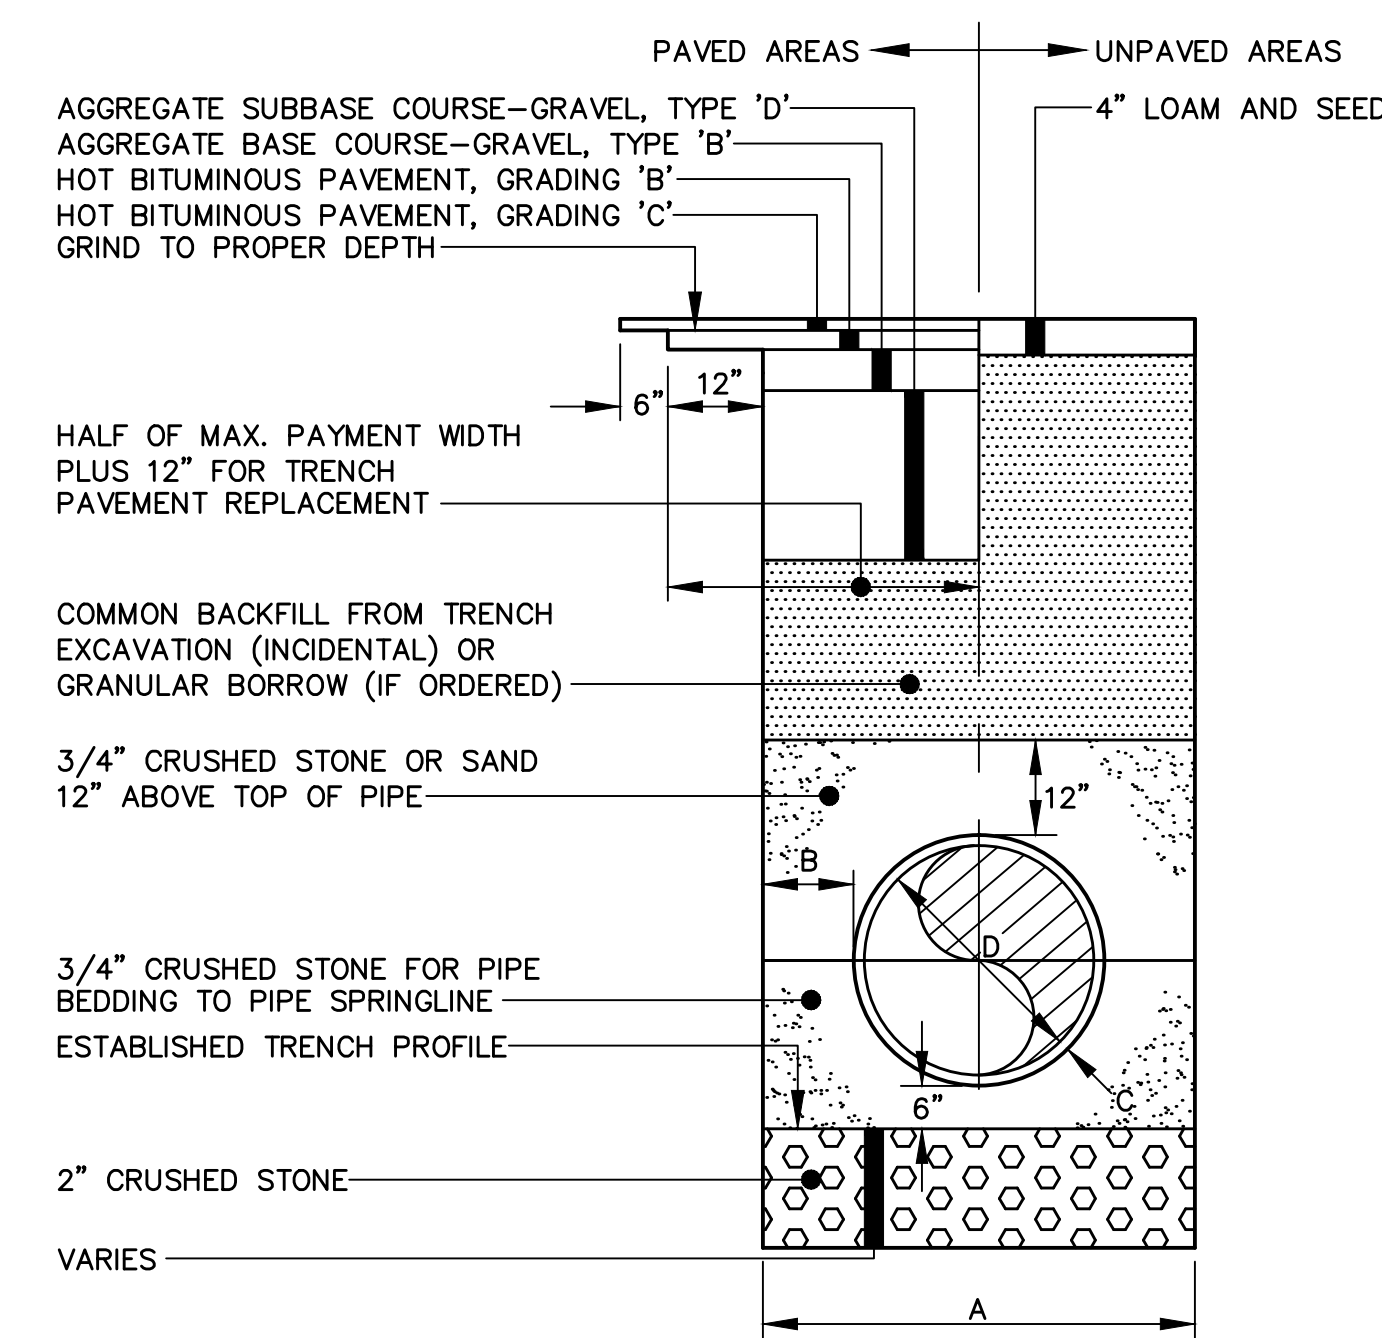 PAVED AREAS
UNPAVED AREAS
AGGREGATE SUBBASE COURSE-GRAVEL, TYPE 'D'
4" LOAM AND SEED
AGGREGATE BASE COURSE-GRAVEL, TYPE 'B'
HOT BITUMINOUS PAVEMENT, GRADING 'B'
HOT BITUMINOUS PAVEMENT, GRADING 'C'
GRIND TO PROPER DEPTH
12"
6"
HALF OF MAX. PAYMENT WIDTH
PLUS 12" FOR TRENCH
PAVEMENT REPLACEMENT
COMMON BACKFILL FROM TRENCH
EXCAVATION (INCIDENTAL) OR
GRANULAR BORROW (IF ORDERED)
3/4" CRUSHED STONE OR SAND
12" ABOVE TOP OF PIPE
12"
B
D
3/4" CRUSHED STONE FOR PIPE
BEDDING TO PIPE SPRINGLINE
ESTABLISHED TRENCH PROFILE
C
6"
2" CRUSHED STONE
VARIES
A